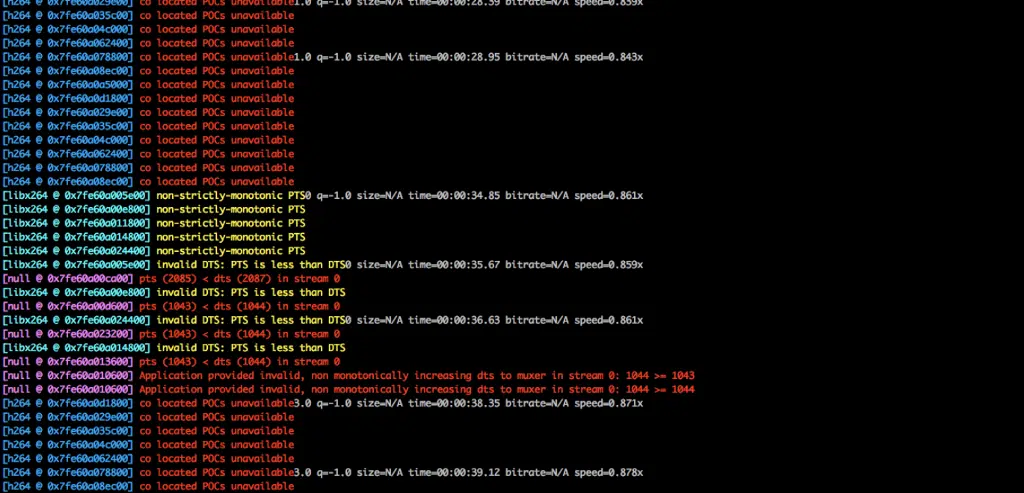 [h264 @ 0x7fe60a029e00] co located POCs unavailable1.0 q=-1.0 size=N/A time=00:00:28.39 bitrate=N/A speed=0.839x
[h264 @ 0x7fe60a035c00] co located POCs unavailable
[h264 @ 0x7fe60a04c000] co located POCs unavailable
[h264 @ 0x7fe60a062400] co located POCs unavailable
[h264 @ 0x7fe60a078800] co located POCs unavailable1.0 q=-1.0 size=N/A time=00:00:28.95 bitrate=N/A speed=0.843x
[h264 @ 0x7fe60a08ec00] co located POCs unavailable
[h264 @ 0x7fe60a0a5000] co located POCs unavailable
[h264 @ 0x7fe60a0d1800] co located POCs unavailable
[h264 @ 0x7fe60a029e00] co located POCs unavailable
[h264 @ 0x7fe60a035c00] co located POCs unavailable
[h264 @ 0x7fe60a04c000] co located POCs unavailable
[h264 @ 0x7fe60a062400] co located POCs unavailable
[h264 @ 0x7fe60a078800] co located POCs unavailable
[h264 @ 0x7fe60a08ec00] co located POCs unavailable
[libx264 @ 0x7fe60a005e00] non-strictly-monotonic PTS0 q=-1.0 size=N/A time=00:00:34.85 bitrate=N/A speed=0.861x
[libx264 @ 0x7fe60a00e800] non-strictly-monotonic PTS
[libx264 @ 0x7fe60a011800] non-strictly-monotonic PTS
[libx264 @ 0x7fe60a014800] non-strictly-monotonic PTS
[libx264 @ 0x7fe60a024400] non-strictly-monotonic PTS
[libx264 @ 0x7fe60a005e00] invalid DTS: PTS is less than DTS0 q=-1.0 size=N/A time=00:00:35.67 bitrate=N/A speed=0.859x
[null @ 0x7fe60a00ca00] pts (2085) < dts (2087) in stream 0
[libx264 @ 0x7fe60a00e800] invalid DTS: PTS is less than DTS
[null @ 0x7fe60a00d600] pts (1043) < dts (1044) in stream 0
[libx264 @ 0x7fe60a024400] invalid DTS: PTS is less than DTS0 q=-1.0 size=N/A time=00:00:36.63 bitrate=N/A speed=0.861x
[null @ 0x7fe60a023200] pts (1043) < dts (1044) in stream 0
[libx264 @ 0x7fe60a014800] invalid DTS: PTS is less than DTS
[null @ 0x7fe60a013600] pts (1043) < dts (1044) in stream 0
[null @ 0x7fe60a010600] Application provided invalid, non monotonically increasing dts to muxer in stream 0: 1044 >= 1043
[null @ 0x7fe60a010600] Application provided invalid, non monotonically increasing dts to muxer in stream 0: 1044 >= 1044
[h264 @ 0x7fe60a0d1800] co located POCs unavailable3.0 q=-1.0 size=N/A time=00:00:38.35 bitrate=N/A speed=0.871x
[h264 @ 0x7fe60a029e00] co located POCs unavailable
[h264 @ 0x7fe60a035c00] co located POCs unavailable
[h264 @ 0x7fe60a04c000] co located POCs unavailable
[h264 @ 0x7fe60a062400] co located POCs unavailable
[h264 @ 0x7fe60a078800] co located POCs unavailable3.0 q=-1.0 size=N/A time=00:00:39.12 bitrate=N/A speed=0.878x
[h264 @ 0x7fe60a08ec00] co located POCs unavailable